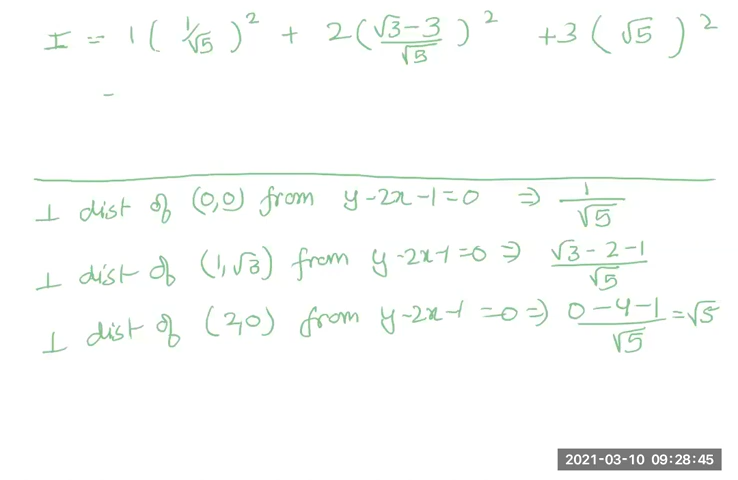 I = 1 ( 1/√5 )² + 2 ( (√3-3)/√5 )² + 3 ( √5 )²
=
⊥ dist of (0,0) from y-2x-1=0 ⇒ 1/√5
⊥ dist of (1,√3) from y-2x-1=0 ⇒ (√3-2-1)/√5
⊥ dist of (2,0) from y-2x-1=0 ⇒ (0-4-1)/√5 = √5
2021-03-10 09:28:45